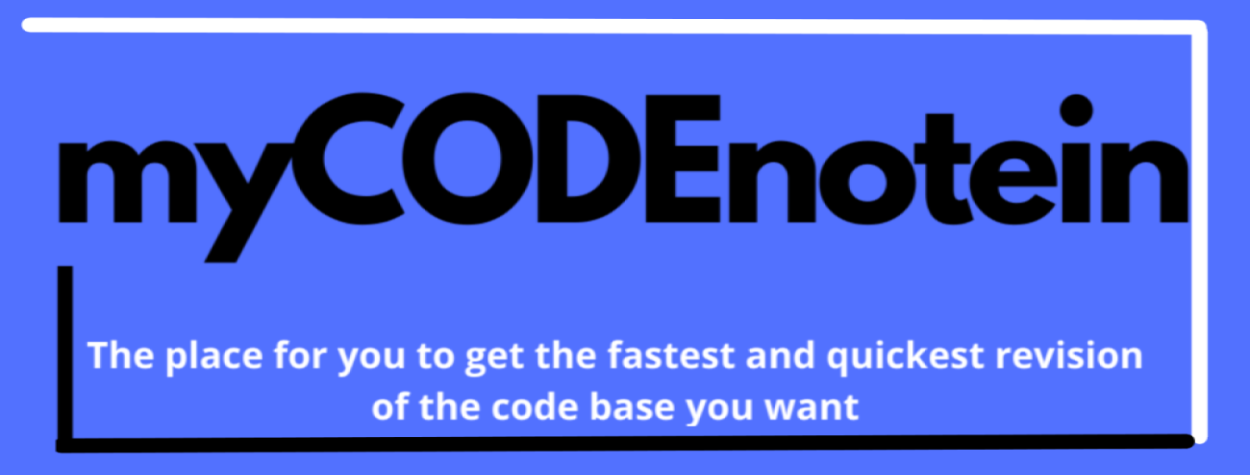 myCODEnotein
The place for you to get the fastest and quickest revision
of the code base you want